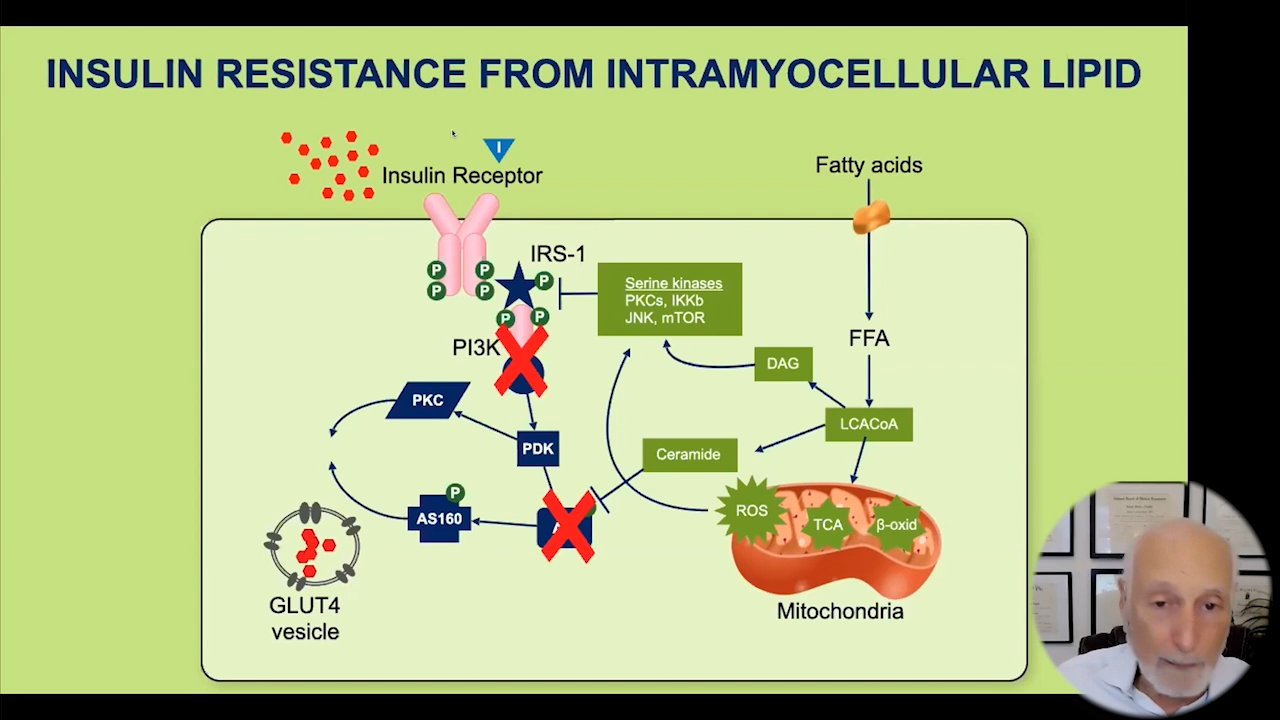 INSULIN RESISTANCE FROM INTRAMYOCELLULAR LIPID
I
Insulin Receptor
Fatty acids
IRS-1
P
P
P
P
P
P
P
Serine kinases
PKCs, IKKb
JNK, mTOR
PI3K
FFA
DAG
PKC
LCACoA
PDK
Ceramide
P
AS160
ROS
TCA
β-oxid
GLUT4
vesicle
Mitochondria